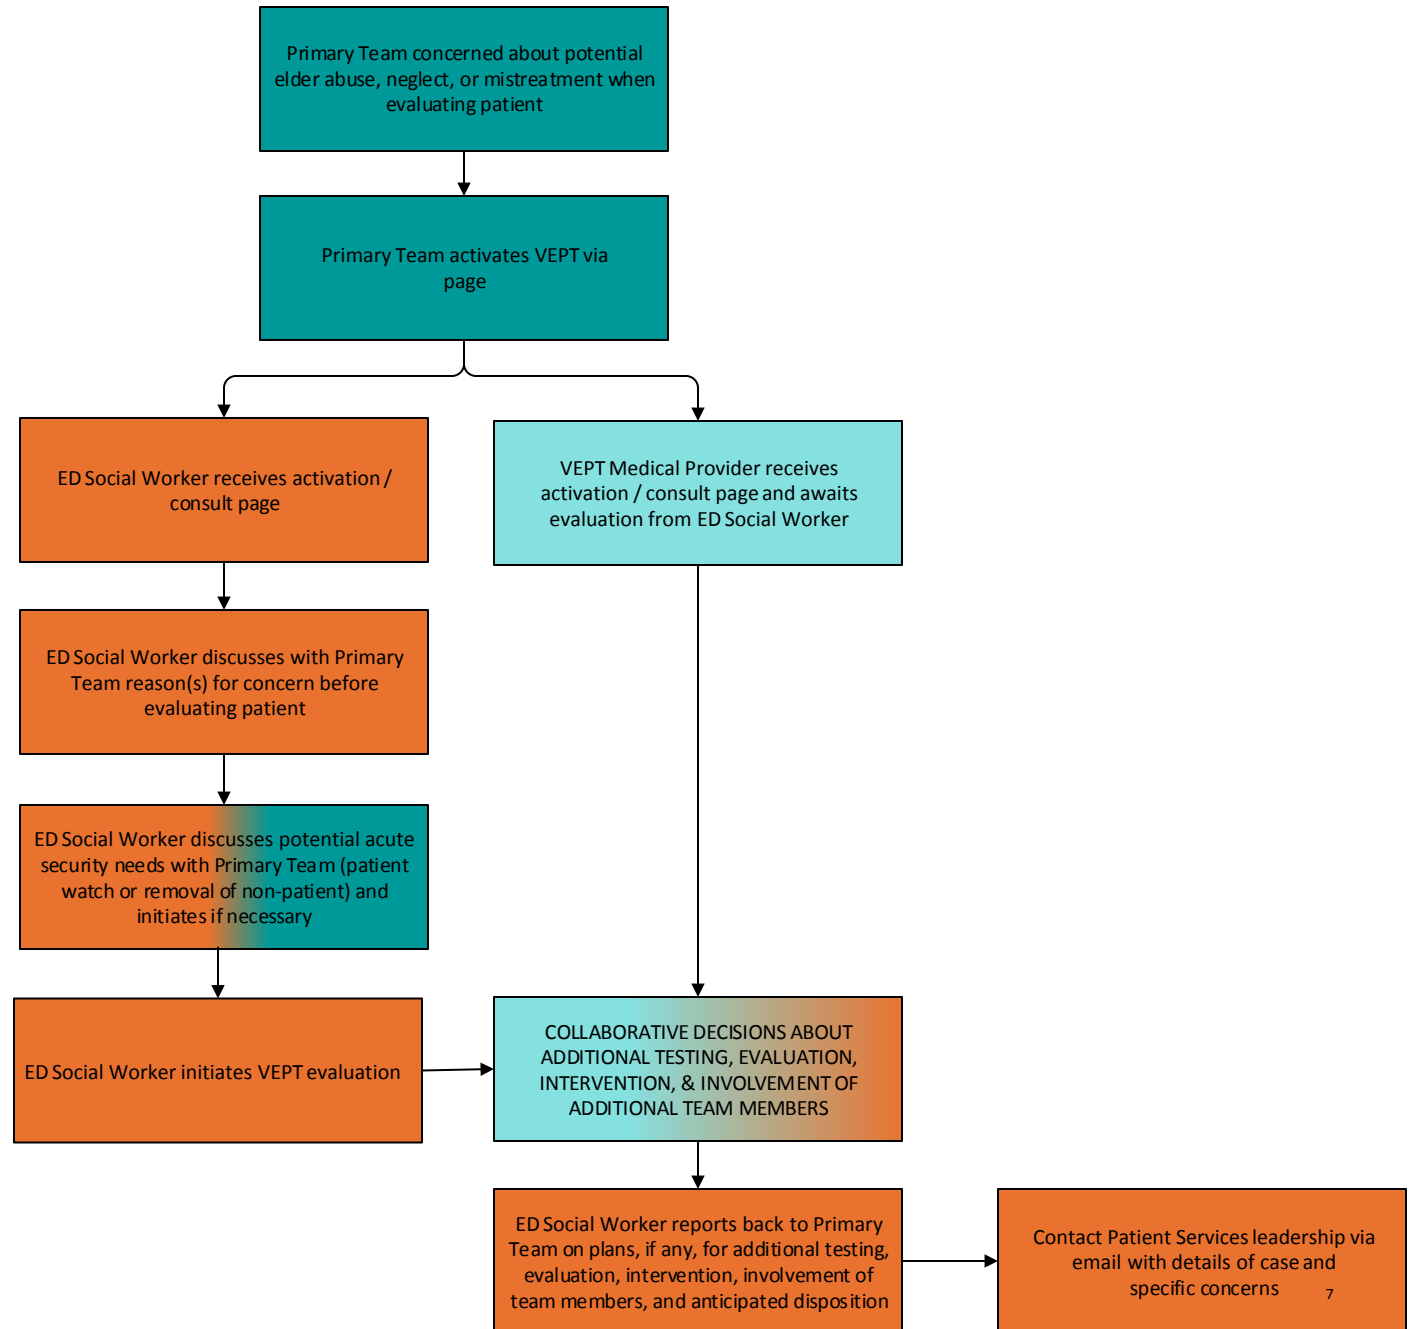 Primary Team concerned about potential
elder abuse, neglect, or mistreatment when
evaluating patient
Primary Team activates VEPT via
page
ED Social Worker receives activation /
consult page
VEPT Medical Provider receives
activation / consult page and awaits
evaluation from ED Social Worker
ED Social Worker discusses with Primary
Team reason(s) for concern before
evaluating patient
ED Social Worker discusses potential acute
security needs with Primary Team (patient
watch or removal of non-patient) and
initiates if necessary
ED Social Worker initiates VEPT evaluation
COLLABORATIVE DECISIONS ABOUT
ADDITIONAL TESTING, EVALUATION,
INTERVENTION, & INVOLVEMENT OF
ADDITIONAL TEAM MEMBERS
ED Social Worker reports back to Primary
Team on plans, if any, for additional testing,
evaluation, intervention, involvement of
team members, and anticipated disposition
Contact Patient Services leadership via
email with details of case and
specific concerns
7